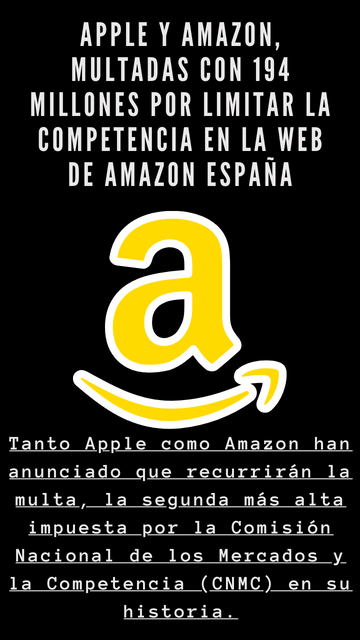 APPLE Y AMAZON,
MULTADAS CON 194
MILLONES POR LIMITAR LA
COMPETENCIA EN LA WEB
DE AMAZON ESPAÑA
a
Tanto Apple como Amazon han
anunciado que recurrirán la
multa, la segunda más alta
impuesta por la Comisión
Nacional de los Mercados y
la Competencia (CNMC) en su
historia.